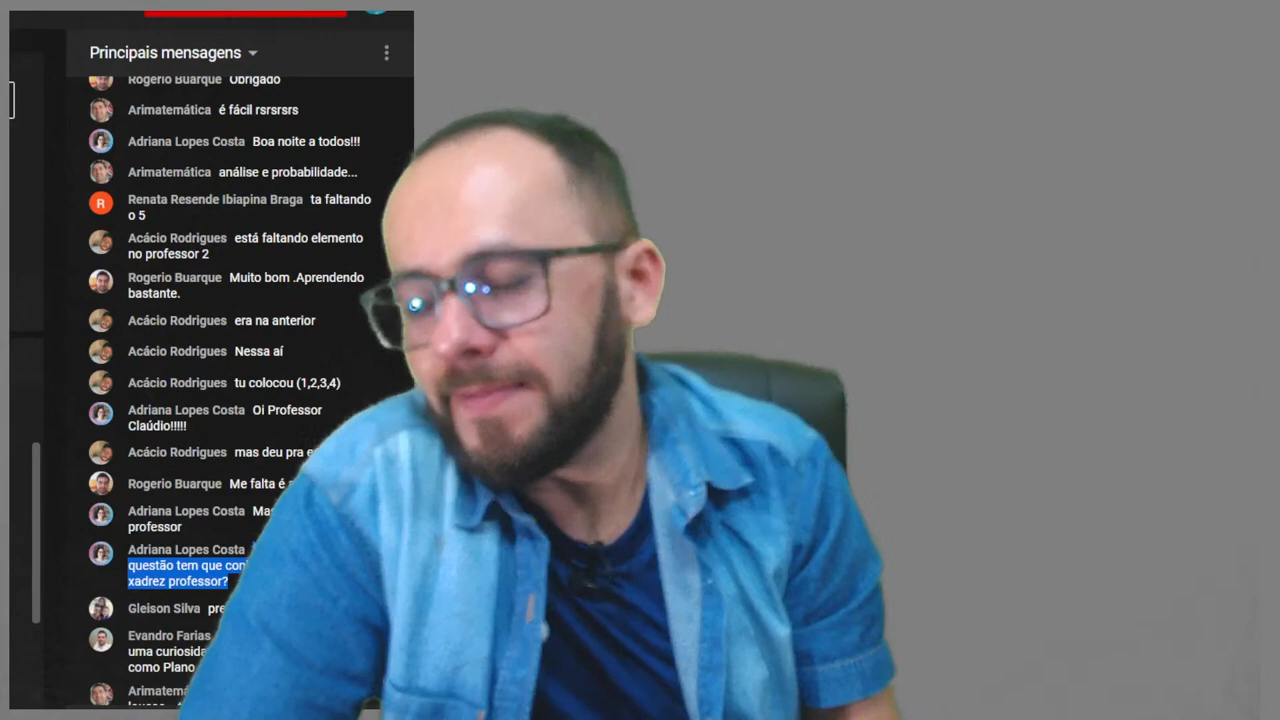 Principais mensagens
Rogerio Buarque Obrigado
Arimatemática é fácil rsrsrsrs
Adriana Lopes Costa Boa noite a todos!!!
Arimatemática análise e probabilidade...
R
Renata Resende Ibiapina Braga ta faltando
o 5
Acácio Rodrigues está faltando elemento
no professor 2
Rogerio Buarque Muito bom .Aprendendo
bastante.
Acácio Rodrigues era na anterior
Acácio Rodrigues Nessa aí
Acácio Rodrigues tu colocou (1,2,3,4)
Adriana Lopes Costa Oi Professor
Claúdio!!!!!
Acácio Rodrigues mas deu pra
Rogerio Buarque Me falta é
Adriana Lopes Costa
professor
Adriana Lopes Costa
questão tem que
xadrez professor?
Gleison Silva
Evandro Farias
uma
como Plano